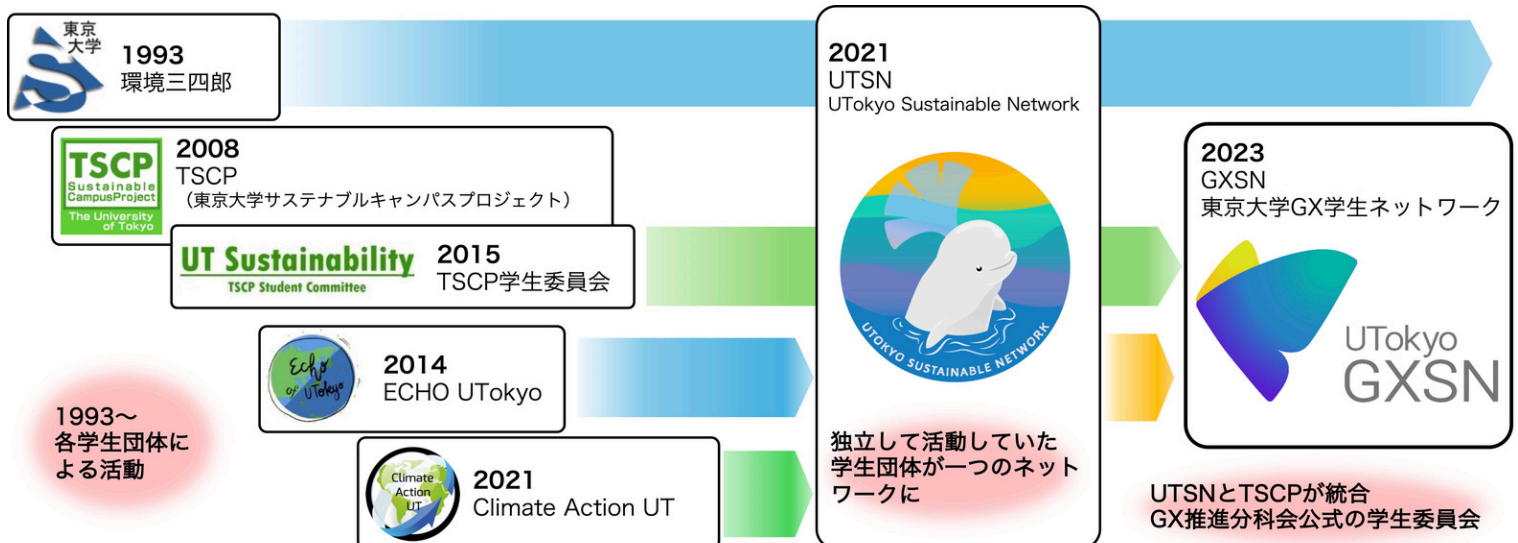 東京
大学
1993
環境三四郎
TSCP
Sustainable
CampusProject
The University
of Tokyo
2008
TSCP
（東京大学サステナブルキャンパスプロジェクト）
UT Sustainability
TSCP Student Committee
2015
TSCP学生委員会
Echo
of UTokyo
2014
ECHO UTokyo
Climate
Action
UT
2021
Climate Action UT
1993〜
各学生団体に
よる活動
2021
UTSN
UTokyo Sustainable Network
UTOKYO SUSTAINABLE NETWORK
独立して活動していた
学生団体が一つのネット
ワークに
2023
GXSN
東京大学GX学生ネットワーク
UTokyo
GXSN
UTSNとTSCPが統合
GX推進分科会公式の学生委員会